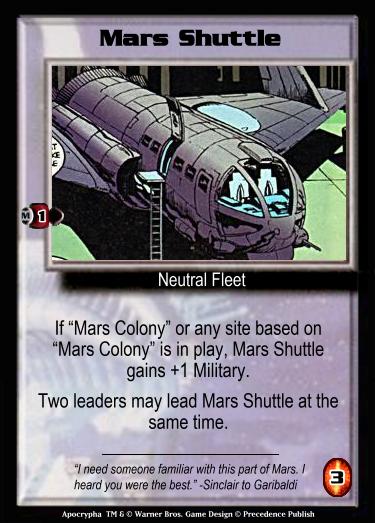 Mars Shuttle
M 1
Neutral Fleet
If “Mars Colony” or any site based on
“Mars Colony” is in play, Mars Shuttle
gains +1 Military.
Two leaders may lead Mars Shuttle at the
same time.
“I need someone familiar with this part of Mars. I
heard you were the best.” -Sinclair to Garibaldi
3
Apocrypha TM & © Warner Bros. Game Design © Precedence Publish